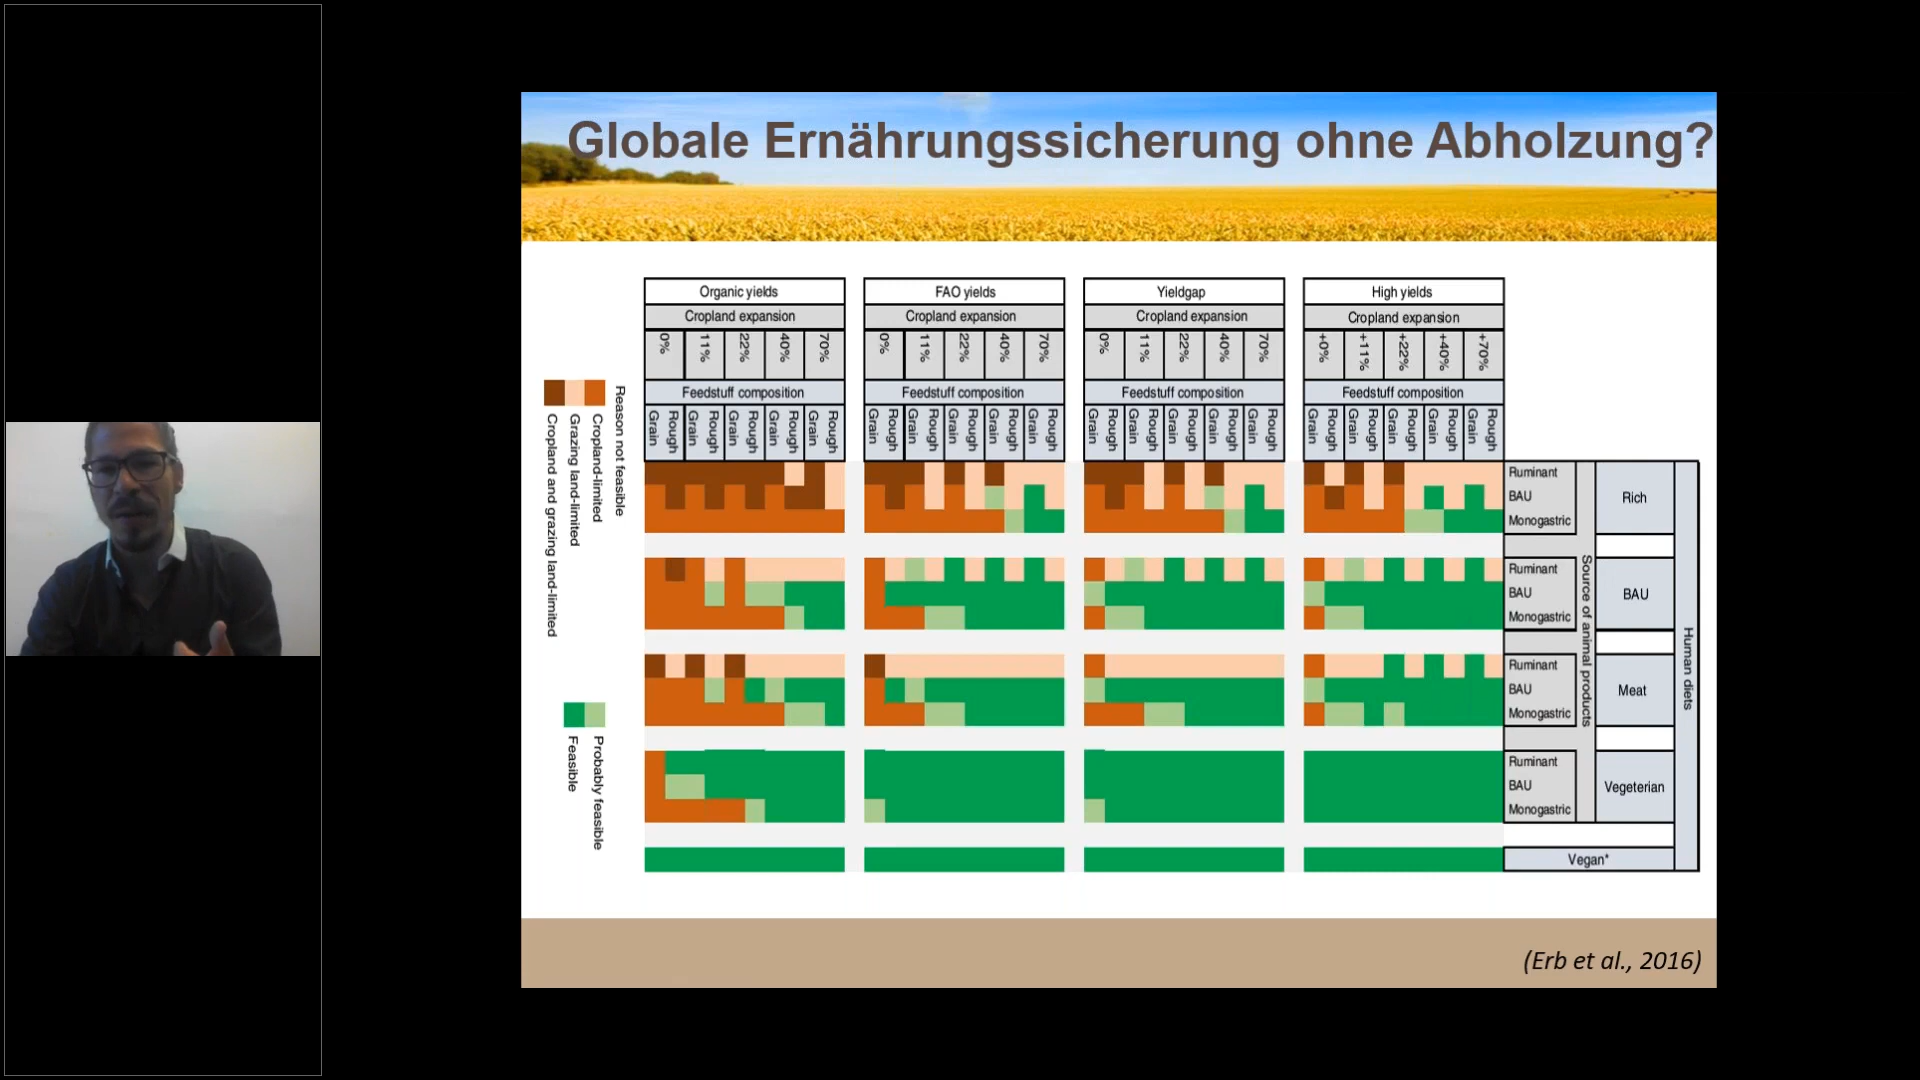 Globale Ernährungssicherung ohne Abholzung?
Organic yields
Cropland expansion
0% 11% 22% 40% 70%
Feedstuff composition
Grain Rough Grain Rough Grain Rough Grain Rough Grain Rough
FAO yields
Cropland expansion
0% 11% 22% 40% 70%
Feedstuff composition
Grain Rough Grain Rough Grain Rough Grain Rough Grain Rough
Yieldgap
Cropland expansion
0% 11% 22% 40% 70%
Feedstuff composition
Grain Rough Grain Rough Grain Rough Grain Rough Grain Rough
High yields
Cropland expansion
+0% +11% +22% +40% +70%
Feedstuff composition
Grain Rough Grain Rough Grain Rough Grain Rough Grain Rough
Reason not feasible
Cropland-limited
Grazing land-limited
Cropland and grazing land-limited
Probably feasible
Feasible
Ruminant
BAU
Monogastric
Rich
Ruminant
BAU
Monogastric
BAU
Ruminant
BAU
Monogastric
Meat
Ruminant
BAU
Monogastric
Vegeterian
Vegan*
Source of animal products
Human diets
(Erb et al., 2016)